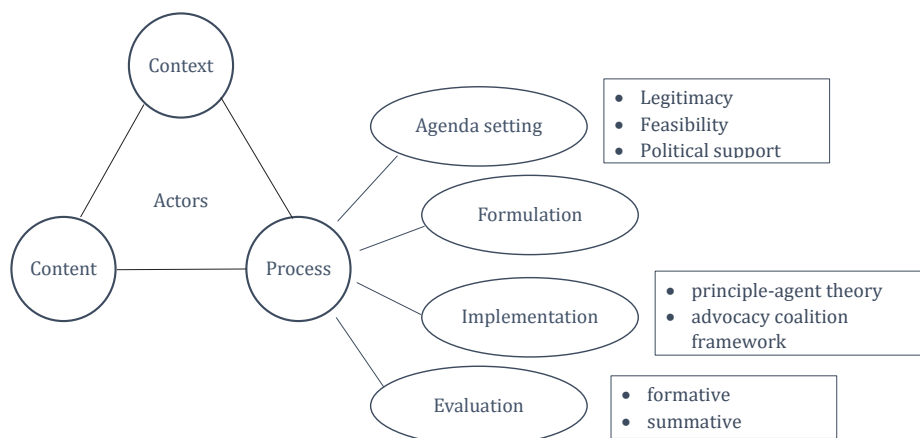 Context
Actors
Content
Process
Agenda setting
• Legitimacy
• Feasibility
• Political support
Formulation
Implementation
• principle-agent theory
• advocacy coalition
framework
Evaluation
• formative
• summative